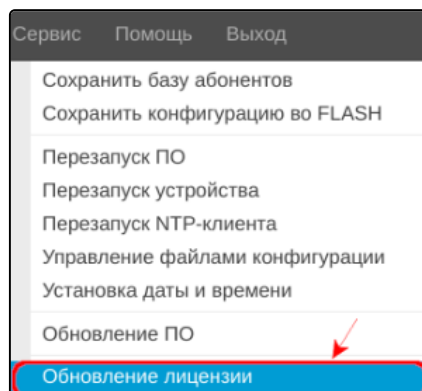 Сервис Помощь Выход
Сохранить базу абонентов
Сохранить конфигурацию во FLASH
Перезапуск ПО
Перезапуск устройства
Перезапуск NTP-клиента
Управление файлами конфигурации
Установка даты и времени
Обновление ПО
Обновление лицензии